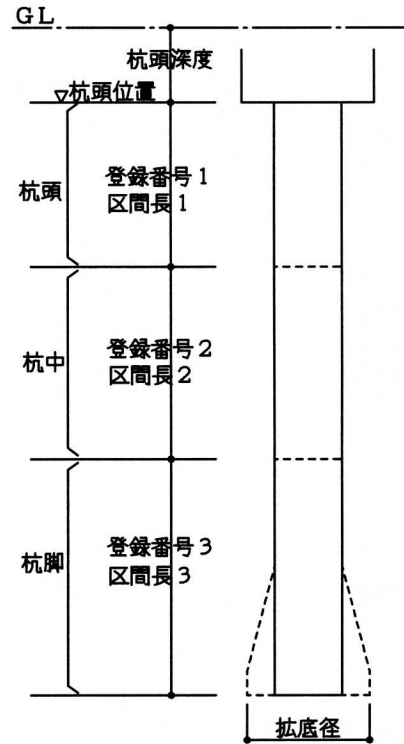 GL
杭頭深度
▽杭頭位置
杭頭
登録番号1
区間長1
杭中
登録番号2
区間長2
杭脚
登録番号3
区間長3
拡底径